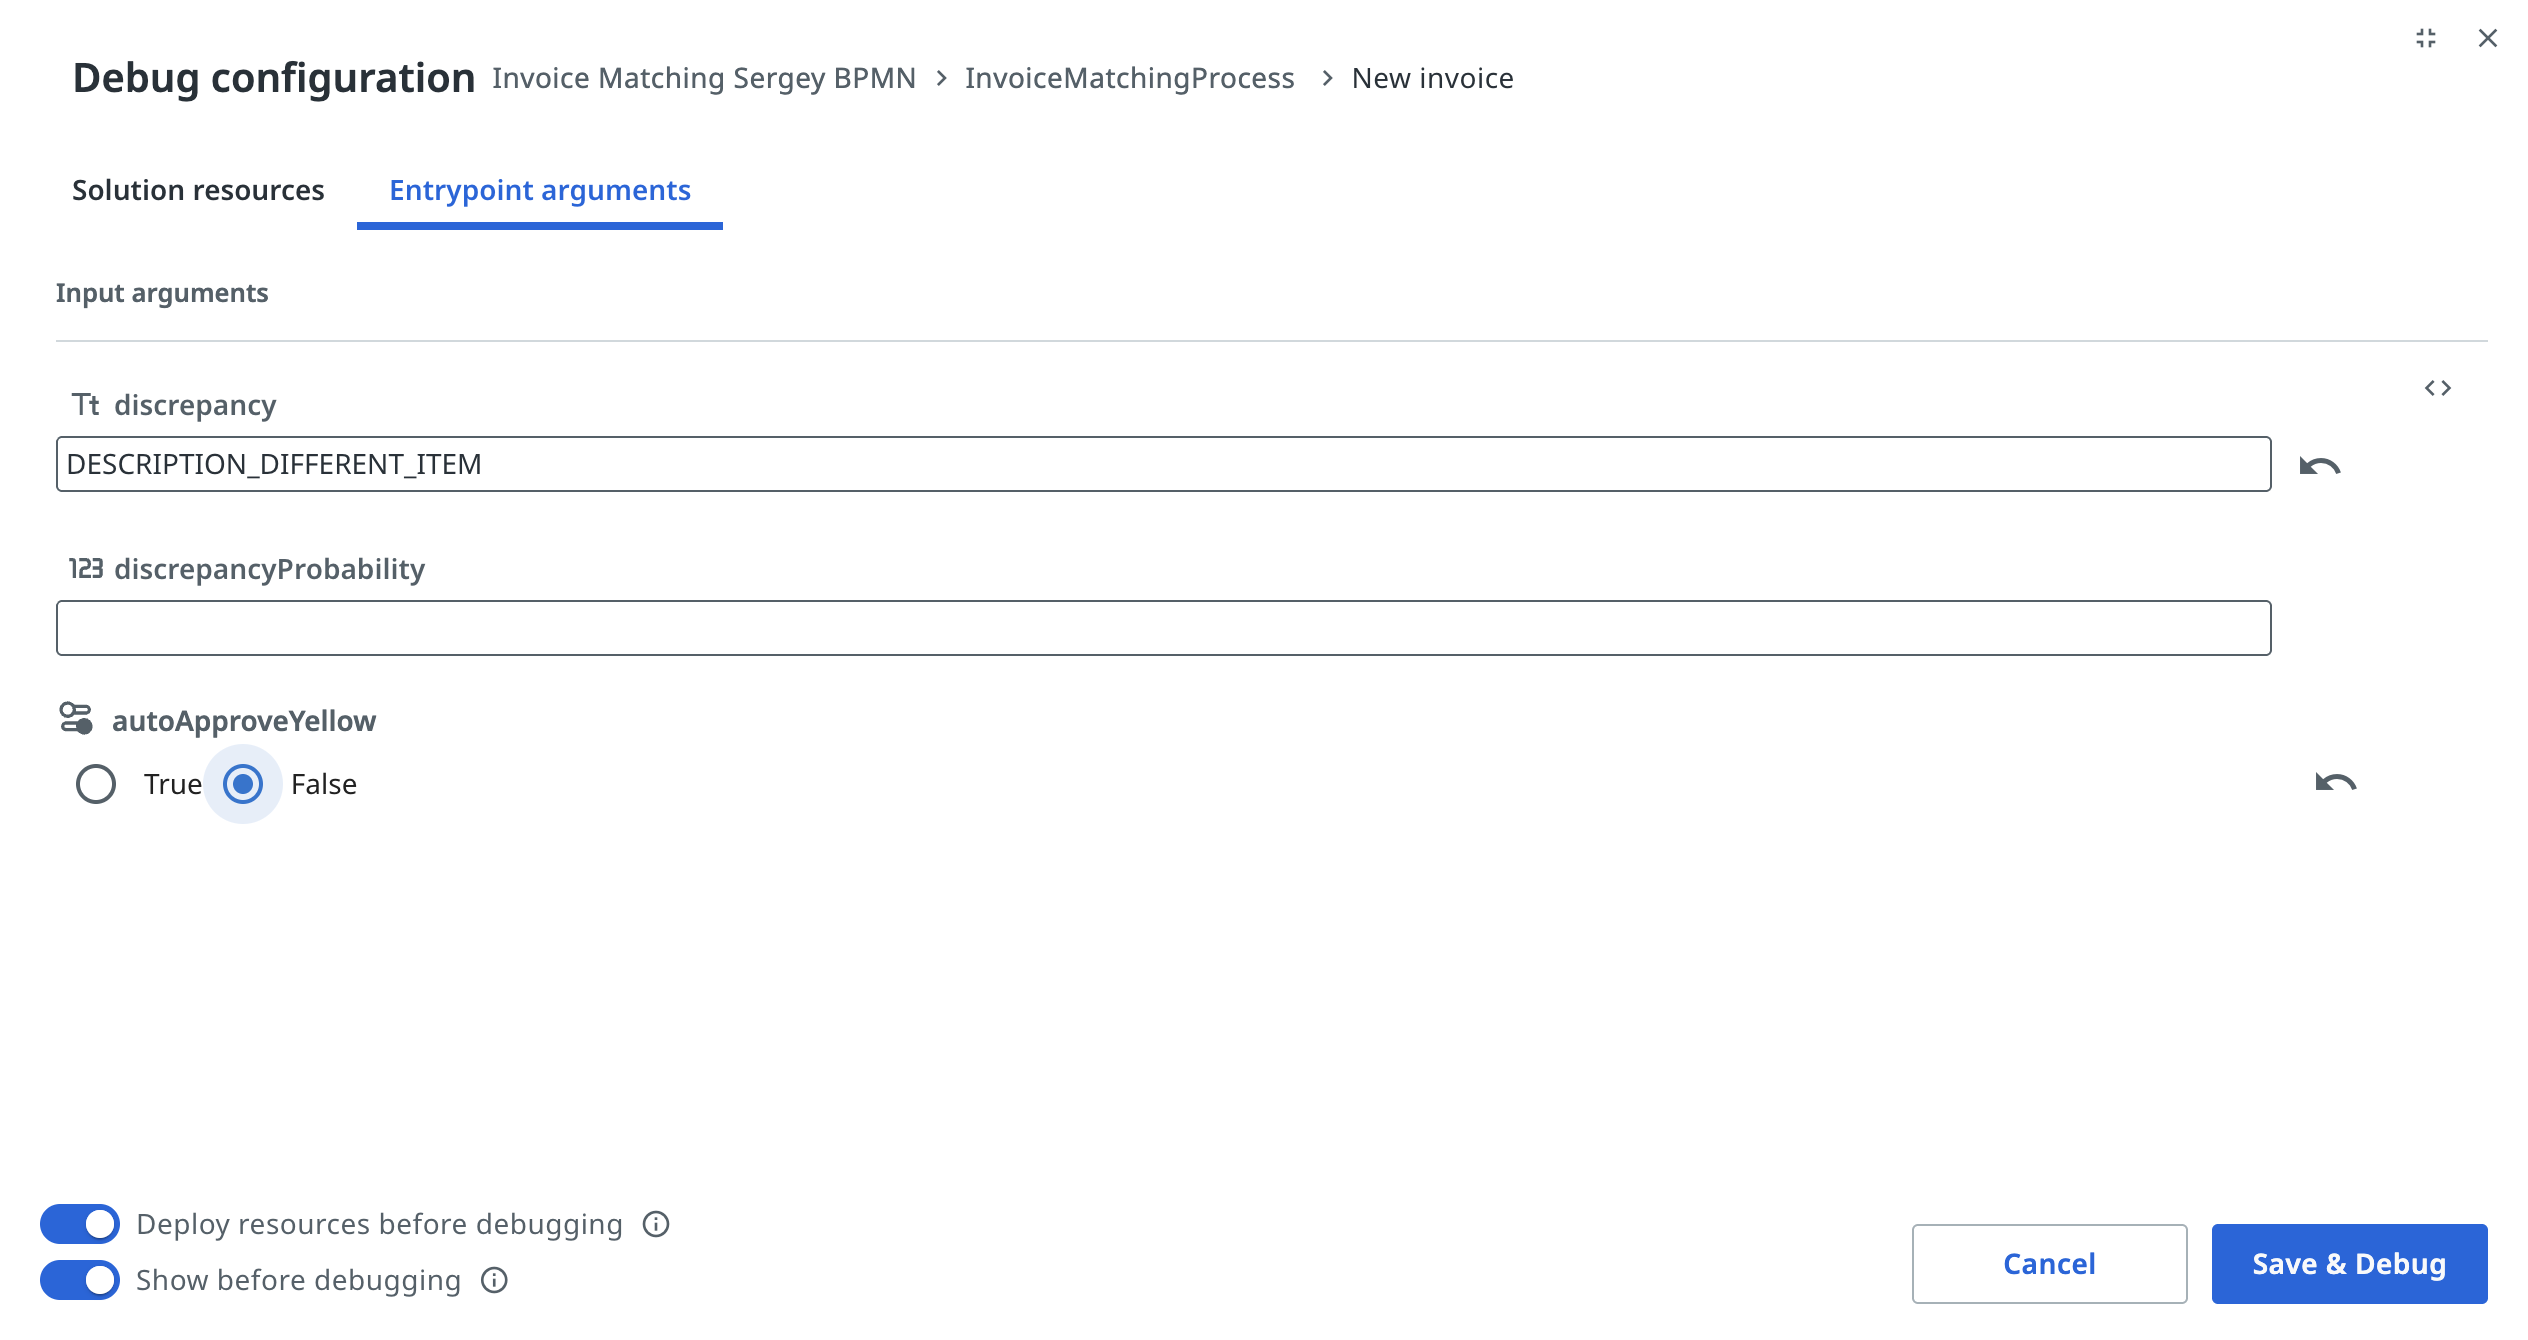 Debug configuration Invoice Matching Sergey BPMN > InvoiceMatchingProcess > New invoice
Solution resources Entrypoint arguments
Input arguments
Tt discrepancy
DESCRIPTION_DIFFERENT_ITEM
123 discrepancyProbability
autoApproveYellow
True False
Deploy resources before debugging
Show before debugging
Cancel Save & Debug